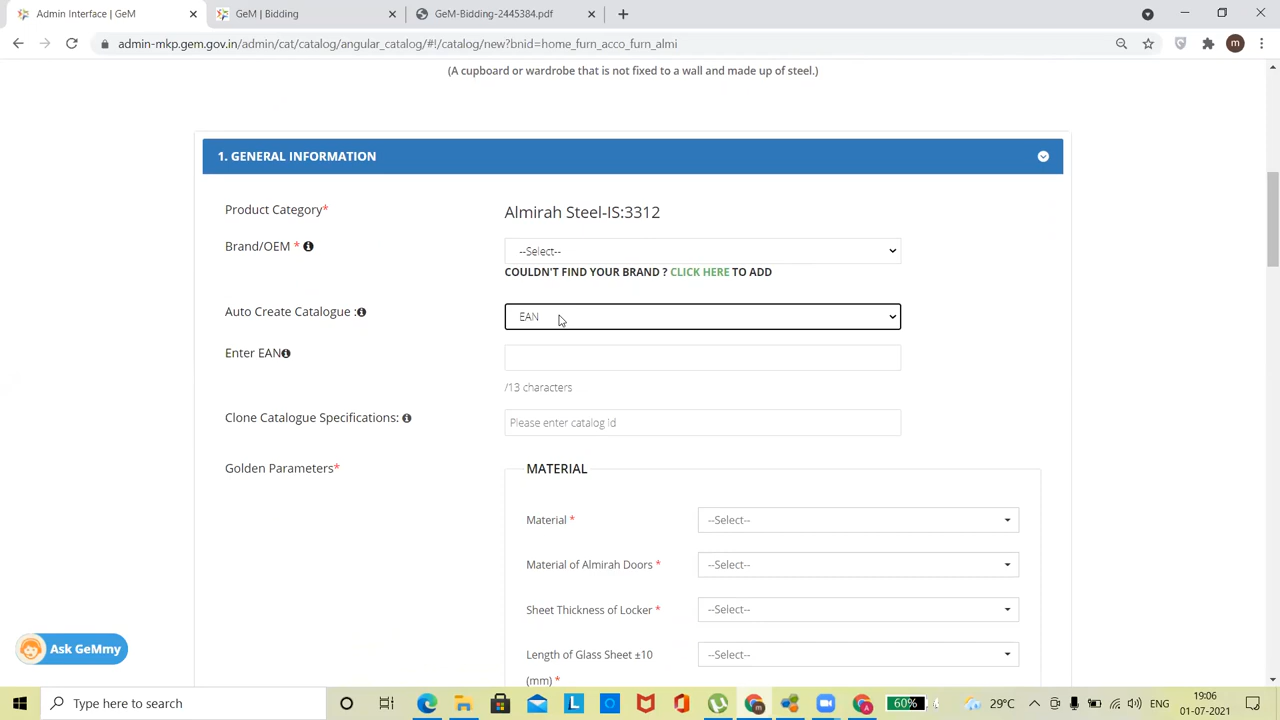 Admin Interface | GeM
GeM | Bidding
GeM-Bidding-2445384.pdf
admin-mkp.gem.gov.in/admin/cat/catalog/angular_catalog/#!/catalog/new?bnid=home_furn_acco_furn_almi
m
(A cupboard or wardrobe that is not fixed to a wall and made up of steel.)
1. GENERAL INFORMATION
Product Category*
Almirah Steel-IS:3312
Brand/OEM *
--Select--
COULDN'T FIND YOUR BRAND ? CLICK HERE TO ADD
Auto Create Catalogue :
EAN
Enter EAN
/13 characters
Clone Catalogue Specifications:
Please enter catalog Id
Golden Parameters*
MATERIAL
Material *
--Select--
Material of Almirah Doors *
--Select--
Sheet Thickness of Locker *
--Select--
Length of Glass Sheet ±10
(mm) *
--Select--
Ask GeMmy
Type here to search
60%
29°C
ENG
19:06
01-07-2021